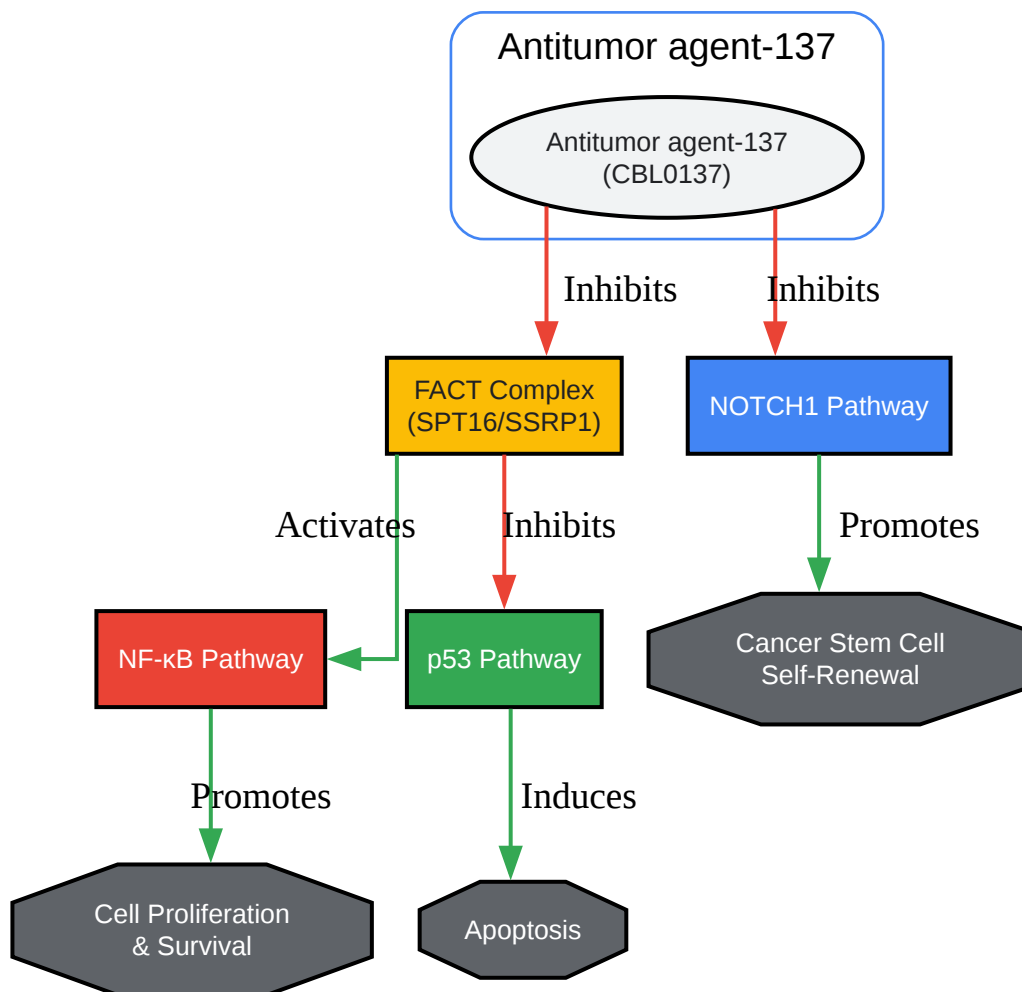 Antitumor agent-137
Antitumor agent-137
(CBL0137)
Inhibits
Inhibits
FACT Complex
(SPT16/SSRP1)
NOTCH1 Pathway
Activates
Inhibits
Promotes
NF-κB Pathway
p53 Pathway
Cancer Stem Cell
Self-Renewal
Promotes
Induces
Cell Proliferation
& Survival
Apoptosis